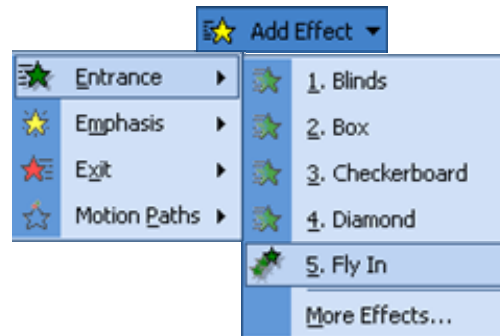 Add Effect
Entrance
Emphasis
Exit
Motion Paths
1. Blinds
2. Box
3. Checkerboard
4. Diamond
5. Fly In
More Effects...